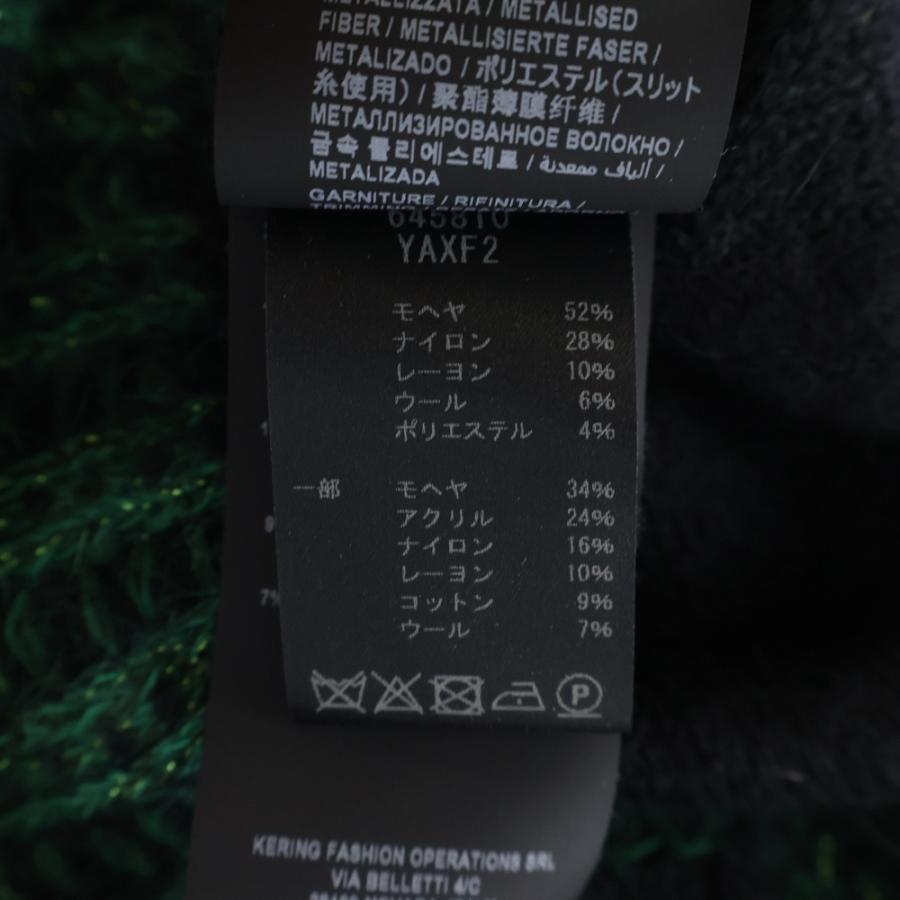 METALLIZZATA / METALLISED
FIBER / METALLISIERTE FASER /
METALIZADO / ポリエステル(スリット
糸使用) / 聚酯薄膜纤维 /
МЕТАЛЛИЗИРОВАННОЕ ВОЛОКНО /
금속 폴리에스테르 / ألياف ممعدنة /
METALIZADA
GARNITURE / RIFINITURA /
645810
YAXF2
モヘヤ 52%
ナイロン 28%
レーヨン 10%
ウール 6%
ポリエステル 4%
一部 モヘヤ 34%
アクリル 24%
ナイロン 16%
レーヨン 10%
コットン 9%
ウール 7%
P
KERING FASHION OPERATIONS SRL
VIA BELLETTI 4/C